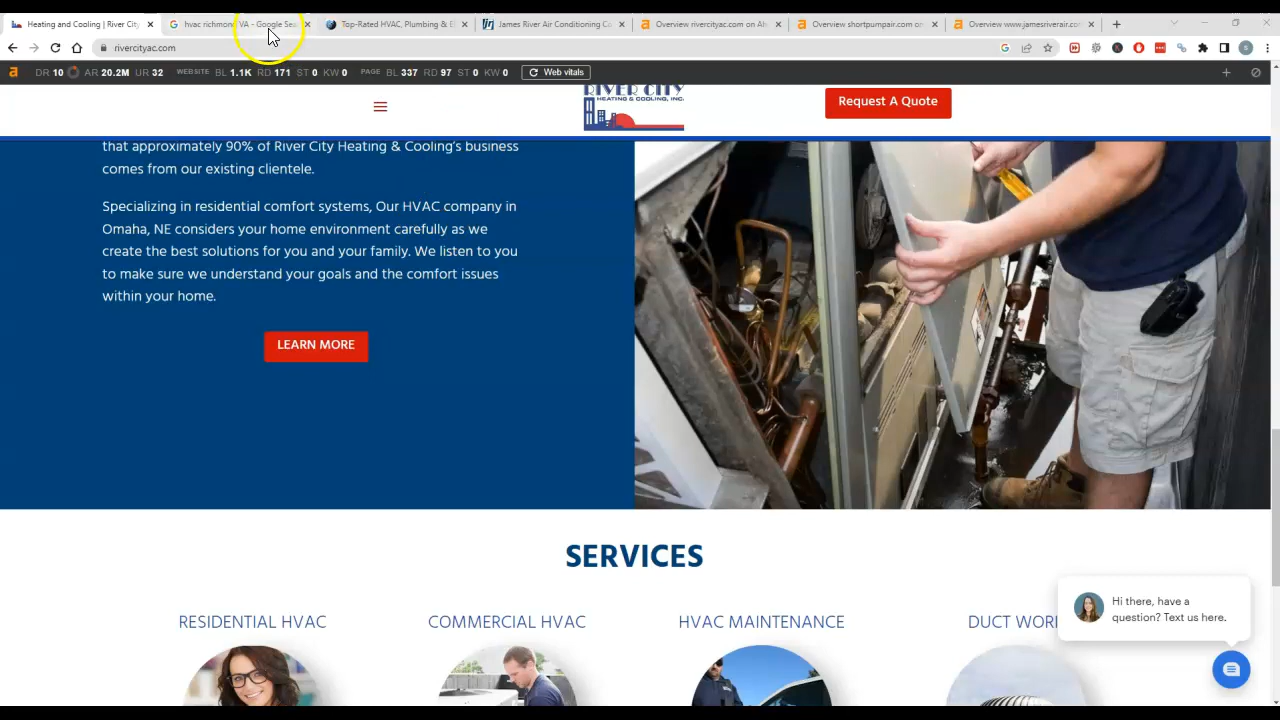 Heating and Cooling | River City
hvac richmond VA - Google Sea
Top-Rated HVAC, Plumbing & El
James River Air Conditioning Co
Overview rivercityac.com on Ah
Overview shortpumpair.com on
Overview www.jamesriverair.com
rivercityac.com
DR 10 AR 20.2M UR 32 WEBSITE BL 1.1K RD 171 ST 0 KW 0 PAGE BL 337 RD 97 ST 0 KW 0 Web vitals
RIVER CITY
HEATING & COOLING, INC.
Request A Quote
that approximately 90% of River City Heating & Cooling's business
comes from our existing clientele.
Specializing in residential comfort systems, Our HVAC company in
Omaha, NE considers your home environment carefully as we
create the best solutions for you and your family. We listen to you
to make sure we understand your goals and the comfort issues
within your home.
LEARN MORE
SERVICES
RESIDENTIAL HVAC
COMMERCIAL HVAC
HVAC MAINTENANCE
DUCT WOR
Hi there, have a
question? Text us here.